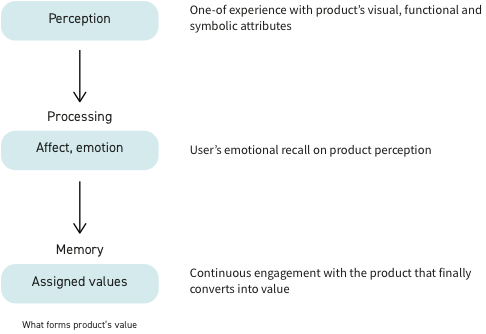 Perception
One-of experience with product's visual, functional and
symbolic attributes
Processing
Affect, emotion
User's emotional recall on product perception
Memory
Assigned values
Continuous engagement with the product that finally
converts into value
What forms product's value